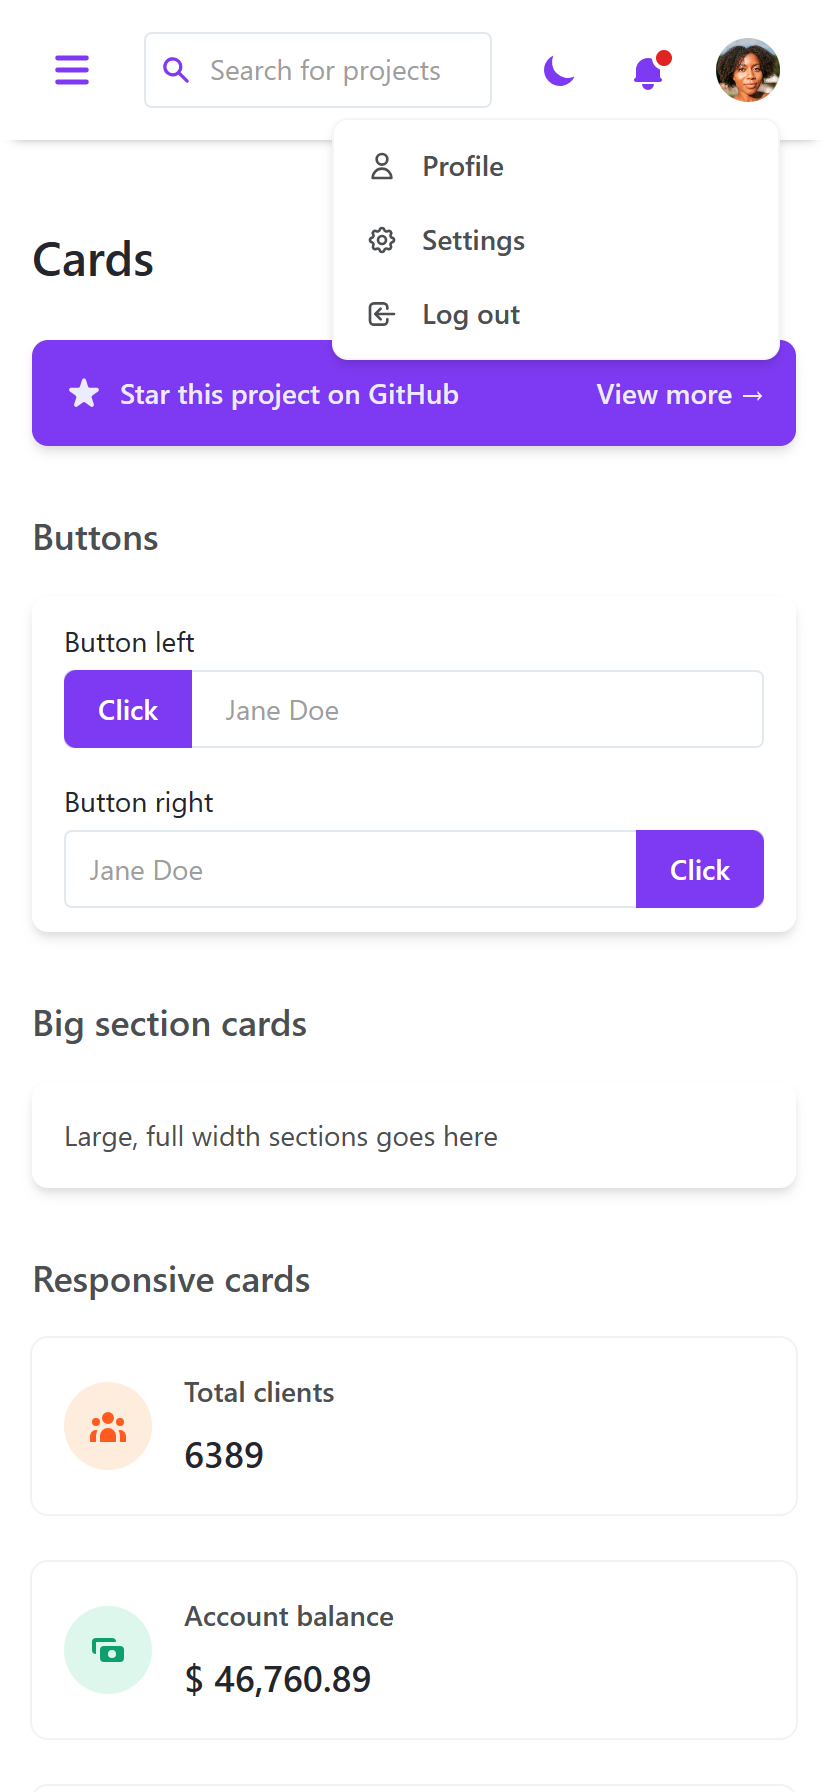 Search for projects
Profile
Settings
Log out
Cards
Star this project on GitHub
View more →
Buttons
Button left
Click
Jane Doe
Button right
Jane Doe
Click
Big section cards
Large, full width sections goes here
Responsive cards
Total clients
6389
Account balance
$ 46,760.89